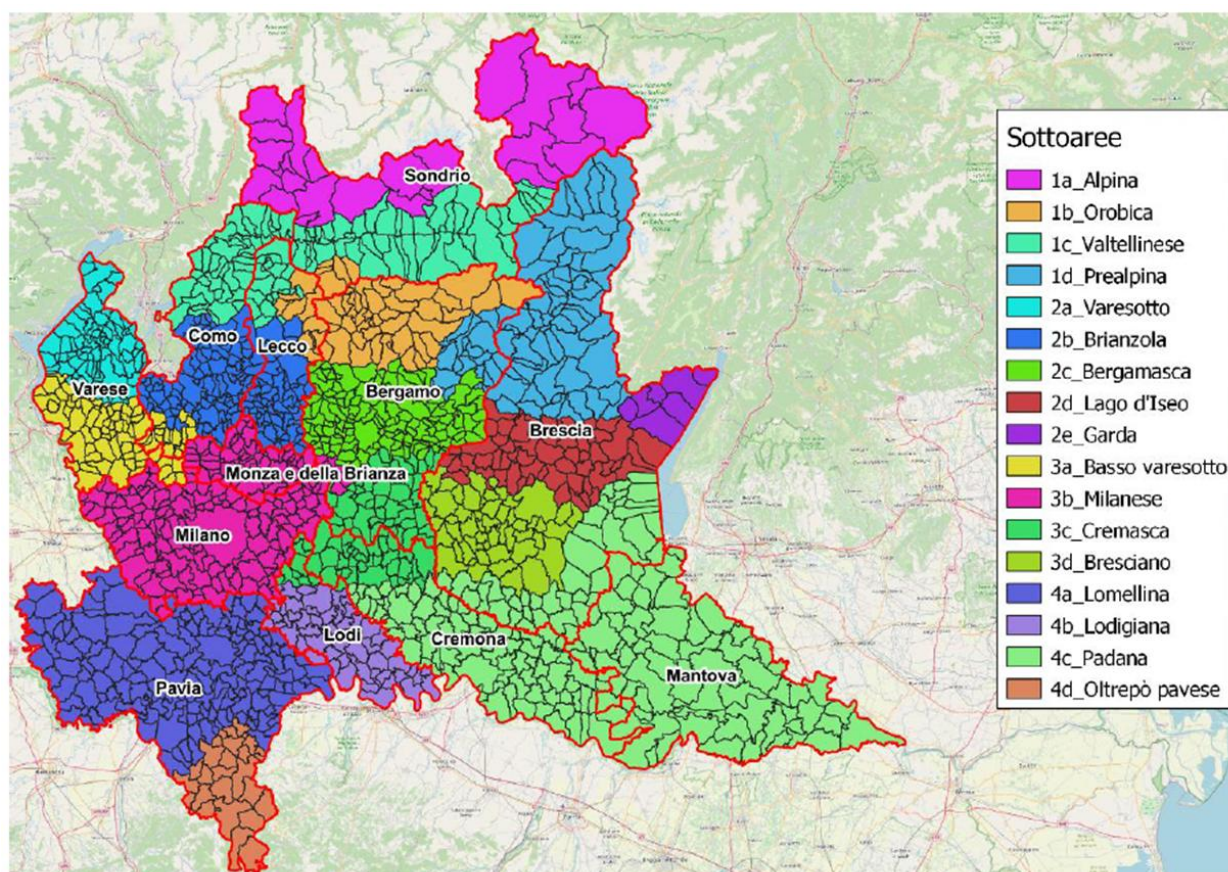 Sondrio
Como
Lecco
Varese
Bergamo
Brescia
Monza e della Brianza
Milano
Lodi
Cremona
Pavia
Mantova
Sottoaree
1a_Alpina
1b_Orobica
1c_Valtellinese
1d_Prealpina
2a_Varesotto
2b_Brianzola
2c_Bergamasca
2d_Lago d'Iseo
2e_Garda
3a_Basso varesotto
3b_Milanese
3c_Cremasca
3d_Bresciano
4a_Lomellina
4b_Lodigiana
4c_Padana
4d_Oltrepò pavese